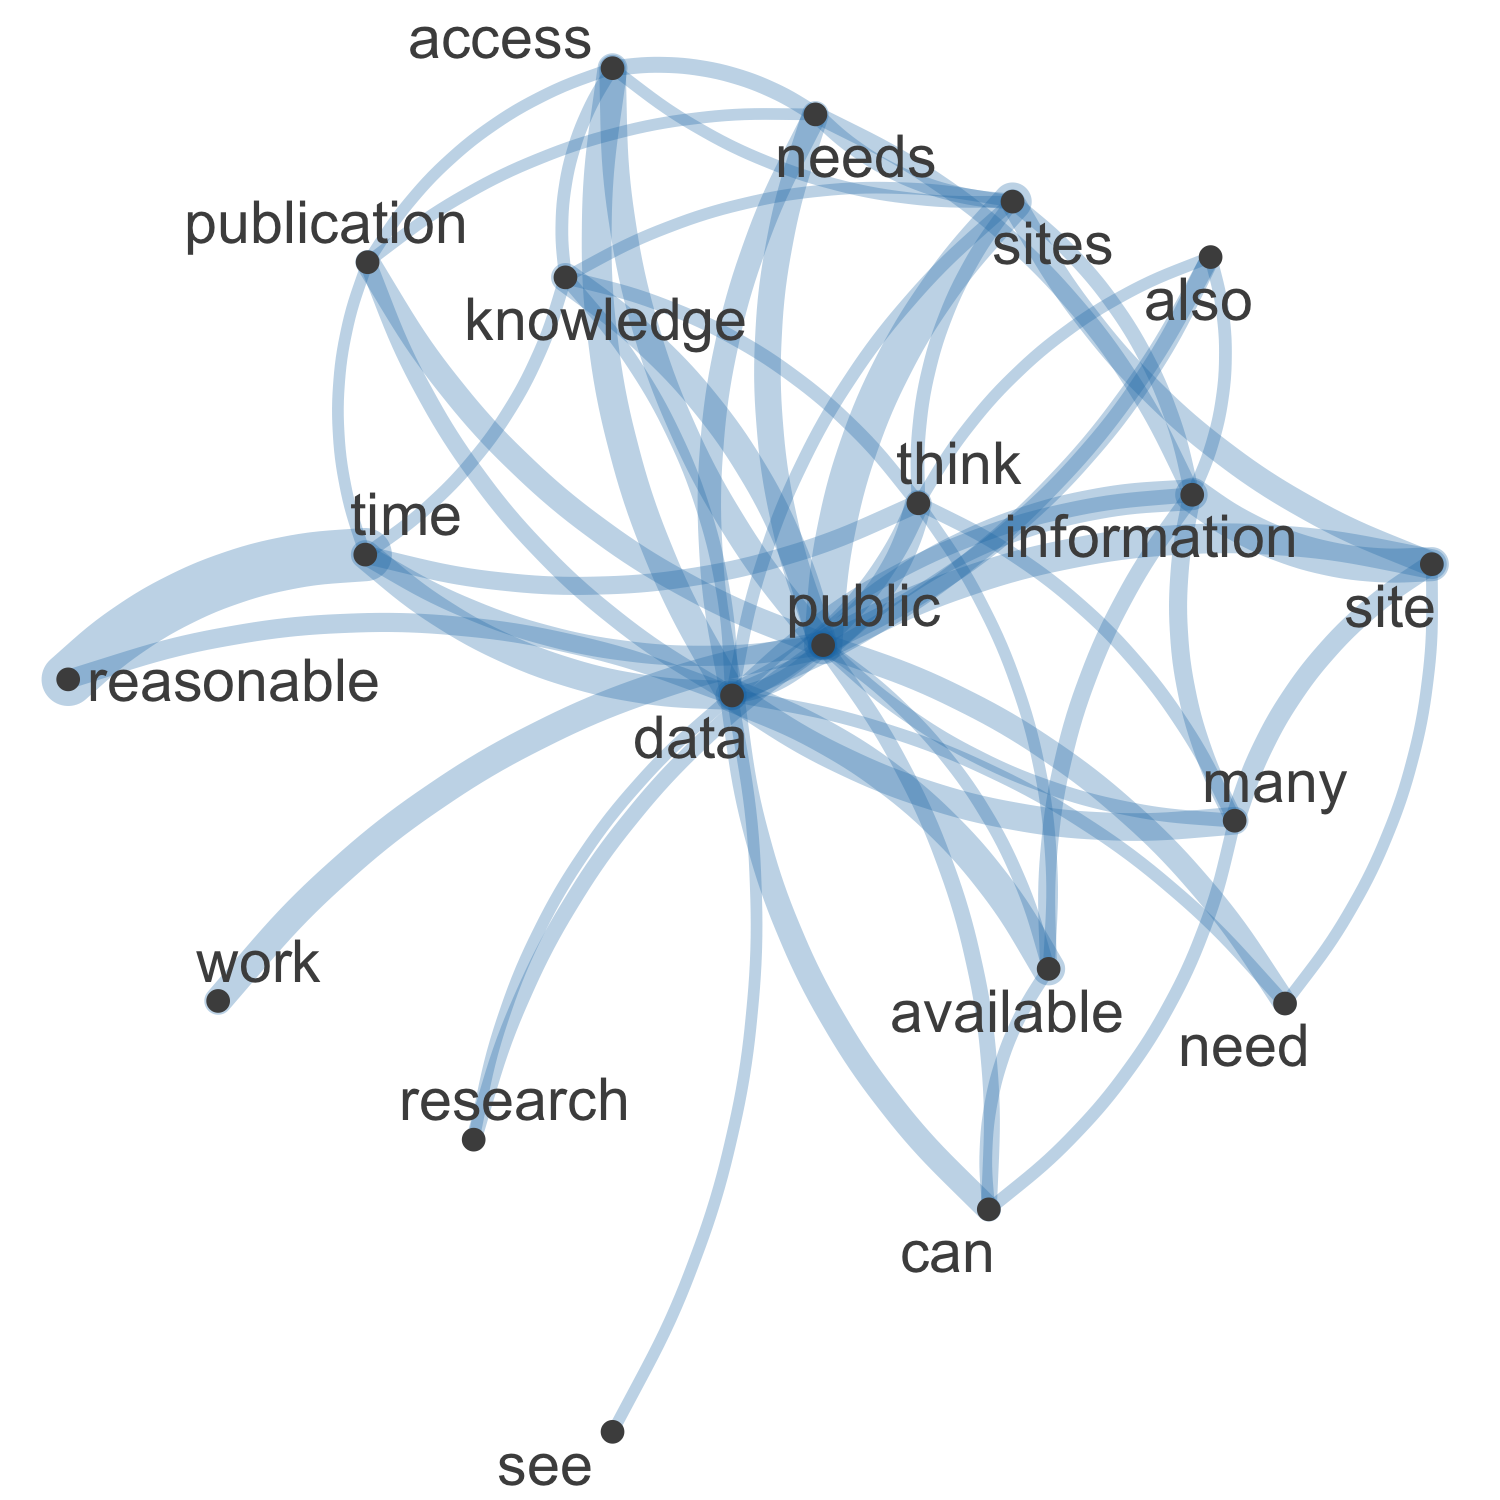 access
needs
publication
sites
also
knowledge
think
time
information
public
site
reasonable
data
many
work
available
need
research
can
see